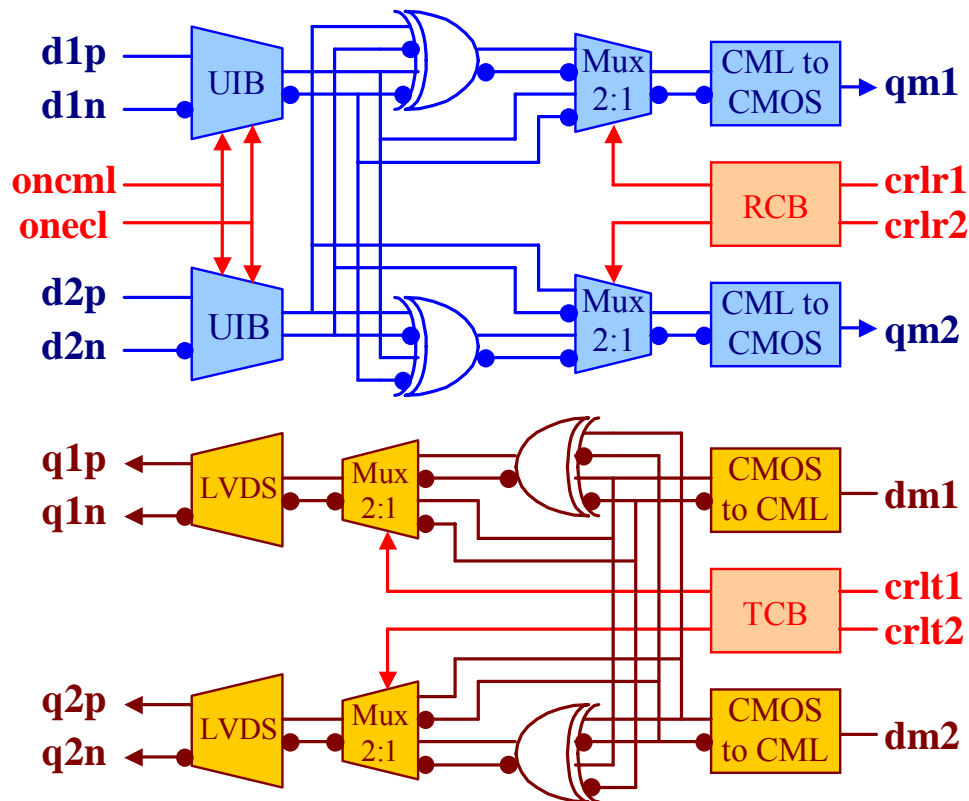 d1p
d1n
UIB
Mux
2:1
CML to
CMOS
qm1
oncml
onecl
RCB
crlr1
crlr2
d2p
d2n
UIB
Mux
2:1
CML to
CMOS
qm2
q1p
q1n
LVDS
Mux
2:1
CMOS
to CML
dm1
TCB
crlt1
crlt2
q2p
q2n
LVDS
Mux
2:1
CMOS
to CML
dm2